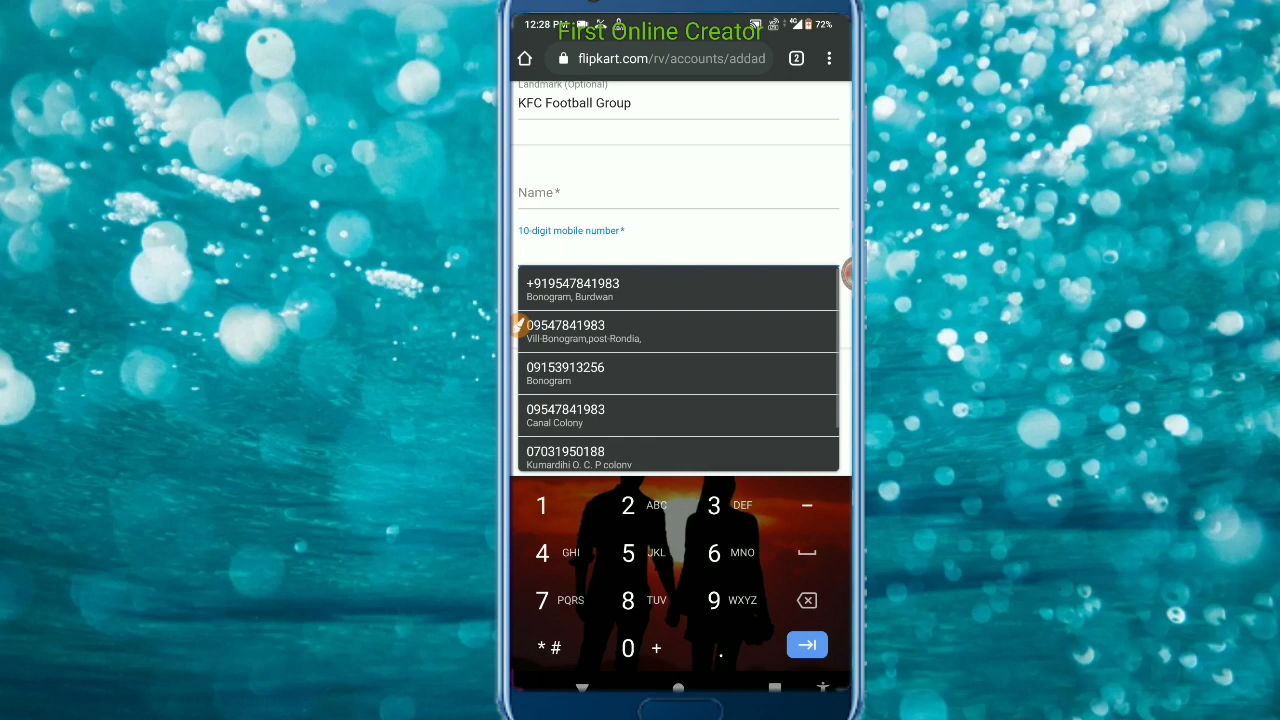 12:28 PM
First Online Creator
4G
72%
flipkart.com/rv/accounts/addad
2
Landmark (Optional)
KFC Football Group
Name*
10-digit mobile number*
+919547841983
Bonogram, Burdwan
09547841983
Vill-Bonogram,post-Rondia,
09153913256
Bonogram
09547841983
Canal Colony
07031950188
Kumardihi O. C. P colony
1 2 ABC 3 DEF –
4 GHI 5 JKL 6 MNO
7 PQRS 8 TUV 9 WXYZ
* # 0 + .